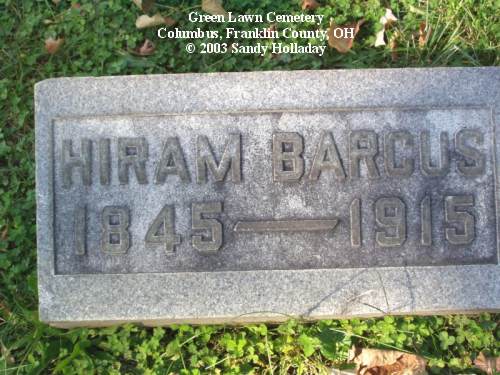 Green Lawn Cemetery
Columbus, Franklin County, OH
© 2003 Sandy Holladay
HIRAM BARCUS
1845—1915